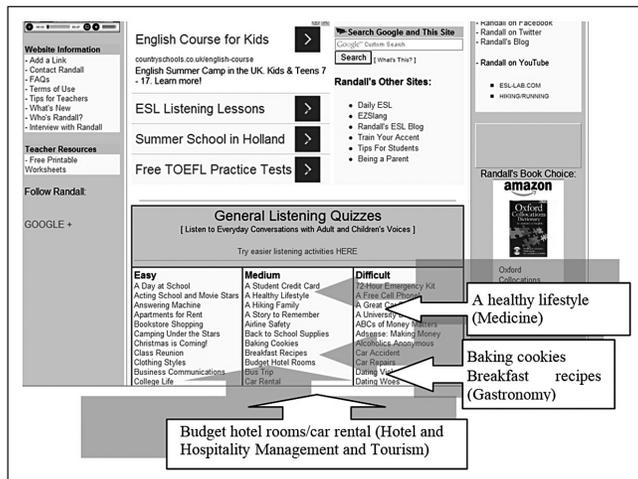 Website Information
- Add a Link
- Contact Randall
- FAQs
- Terms of Use
- Tips for Teachers
- What's New
- Who's Randall?
- Interview with Randall
Teacher Resources
- Free Printable
Worksheets
Follow Randall:
GOOGLE +
English Course for Kids
countryschools.co.uk/english-course
English Summer Camp in the UK. Kids & Teens 7
- 17. Learn more!
ESL Listening Lessons
Summer School in Holland
Free TOEFL Practice Tests
Search Google and This Site
Google™ Custom Search
Search [ What's This? ]
Randall's Other Sites:
Daily ESL
EZSlang
Randall's ESL Blog
Train Your Accent
Tips For Students
Being a Parent
- Randall on Facebook
- Randall on Twitter
- Randall's Blog
- Randall on YouTube
ESL-LAB.COM
HIKING/RUNNING
Randall's Book Choice:
amazon
Oxford
Collocations
Dictionary
Oxford
Collocations
General Listening Quizzes
[ Listen to Everyday Conversations with Adult and Children's Voices ]
Try easier listening activities HERE
Easy
A Day at School
Acting School and Movie Stars
Answering Machine
Apartments for Rent
Bookstore Shopping
Camping Under the Stars
Christmas is Coming!
Class Reunion
Clothing Styles
Business Communications
College Life
Medium
A Student Credit Card
A Healthy Lifestyle
A Hiking Family
A Story to Remember
Airline Safety
Back to School Supplies
Baking Cookies
Breakfast Recipes
Budget Hotel Rooms
Bus Trip
Car Rental
Difficult
72-Hour Emergency Kit
A Free Cell Phone
A Great Car
A University
ABCs of Money Matters
Adsense: Making Money
Alcoholics Anonymous
Car Accident
Car Repairs
Dating
Dating Woes
A healthy lifestyle
(Medicine)
Baking cookies
Breakfast recipes
(Gastronomy)
Budget hotel rooms/car rental (Hotel and
Hospitality Management and Tourism)